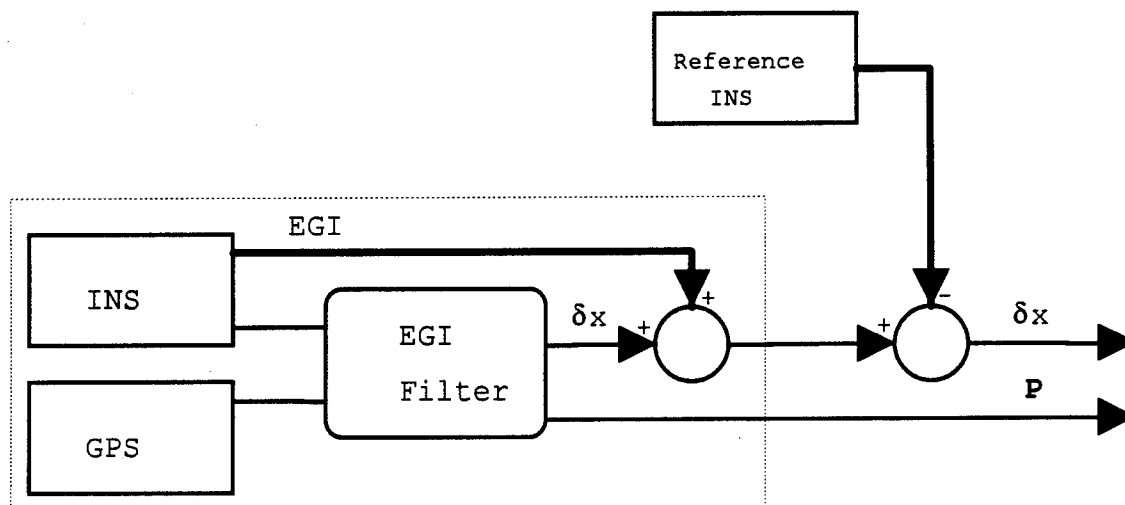 Reference
INS
EGI
INS
EGI
Filter
GPS
δx
+
+
+
-
δx
P